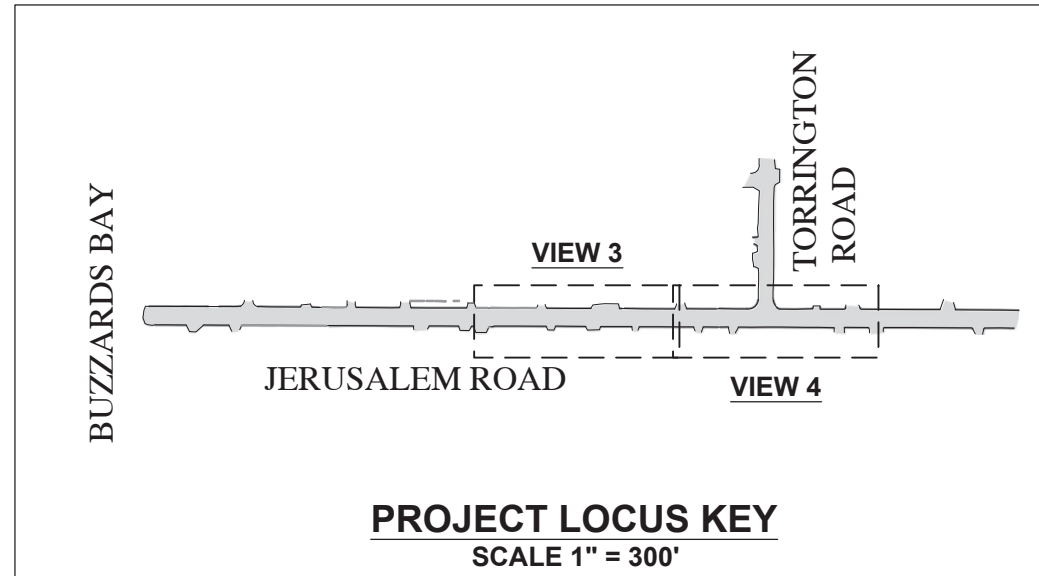 BUZZARDS BAY
TORRINGTON
ROAD
VIEW 3
JERUSALEM ROAD
VIEW 4
PROJECT LOCUS KEY
SCALE 1" = 300'